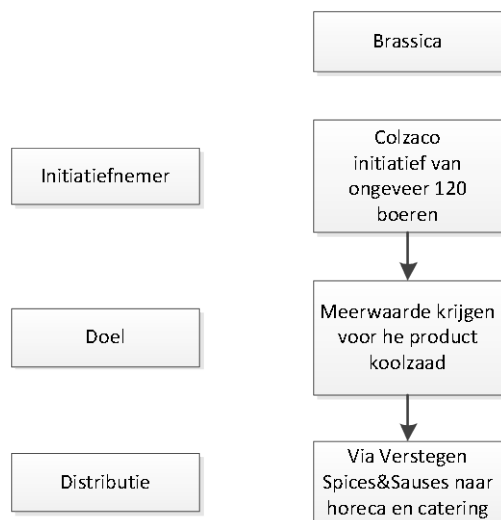 Brassica
Initiatiefnemer
Colzaco
initiatief van
ongeveer 120
boeren
Doel
Meerwaarde krijgen
voor he product
koolzaad
Distributie
Via Verstegen
Spices&Sauses naar
horeca en catering